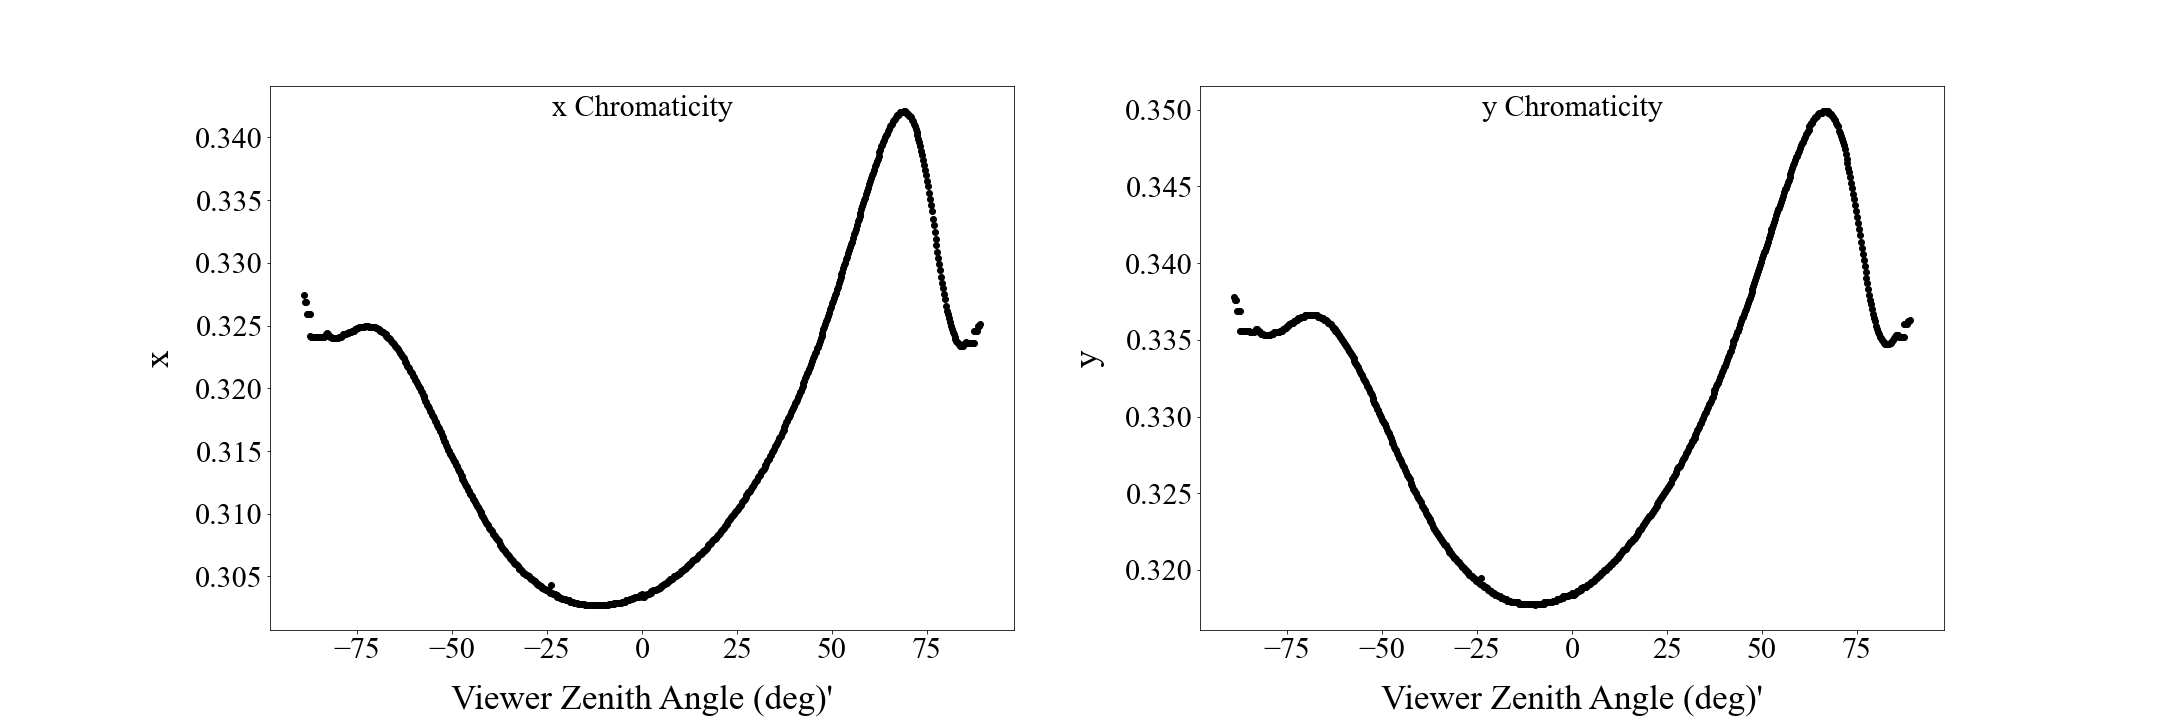 x Chromaticity
0.340
0.335
0.330
0.325
0.320
0.315
0.310
0.305
x
−75 −50 −25 0 25 50 75
Viewer Zenith Angle (deg)'
y Chromaticity
0.350
0.345
0.340
0.335
0.330
0.325
0.320
y
−75 −50 −25 0 25 50 75
Viewer Zenith Angle (deg)'